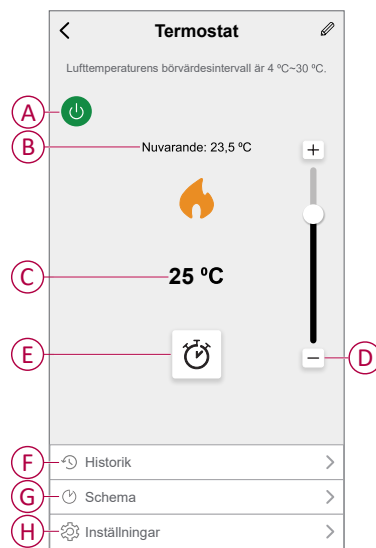 Termostat
Lufttemperaturens börvärdesintervall är 4 ºC~30 ºC.
A
B
Nuvarande: 23,5 ºC
+
C
25 ºC
E
−
D
F
Historik
G
Schema
H
Inställningar